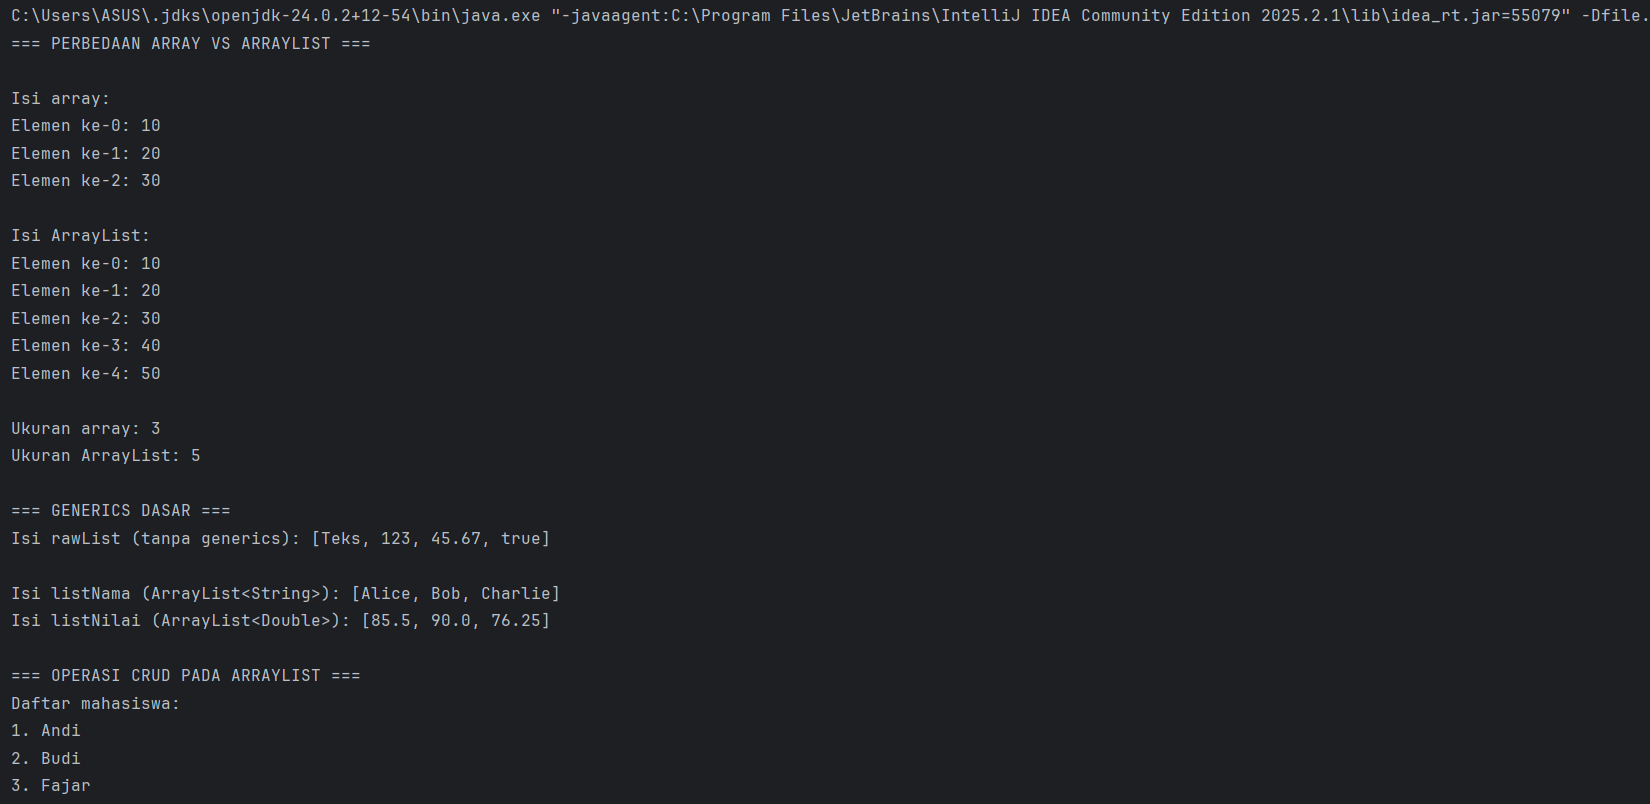 C:\Users\ASUS\.jdks\openjdk-24.0.2+12-54\bin\java.exe "-javaagent:C:\Program Files\JetBrains\IntelliJ IDEA Community Edition 2025.2.1\lib\idea_rt.jar=55079" -Dfile.
=== PERBEDAAN ARRAY VS ARRAYLIST ===
Isi array:
Elemen ke-0: 10
Elemen ke-1: 20
Elemen ke-2: 30
Isi ArrayList:
Elemen ke-0: 10
Elemen ke-1: 20
Elemen ke-2: 30
Elemen ke-3: 40
Elemen ke-4: 50
Ukuran array: 3
Ukuran ArrayList: 5
=== GENERICS DASAR ===
Isi rawList (tanpa generics): [Teks, 123, 45.67, true]
Isi listNama (ArrayList<String>): [Alice, Bob, Charlie]
Isi listNilai (ArrayList<Double>): [85.5, 90.0, 76.25]
=== OPERASI CRUD PADA ARRAYLIST ===
Daftar mahasiswa:
1. Andi
2. Budi
3. Fajar